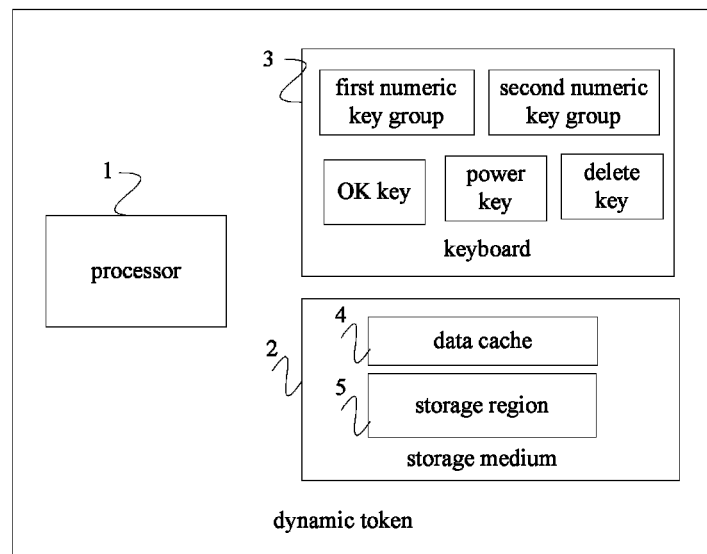 3
first numeric
key group
second numeric
key group
1
OK key
power
key
delete
key
keyboard
processor
4
data cache
2
5
storage region
storage medium
dynamic token